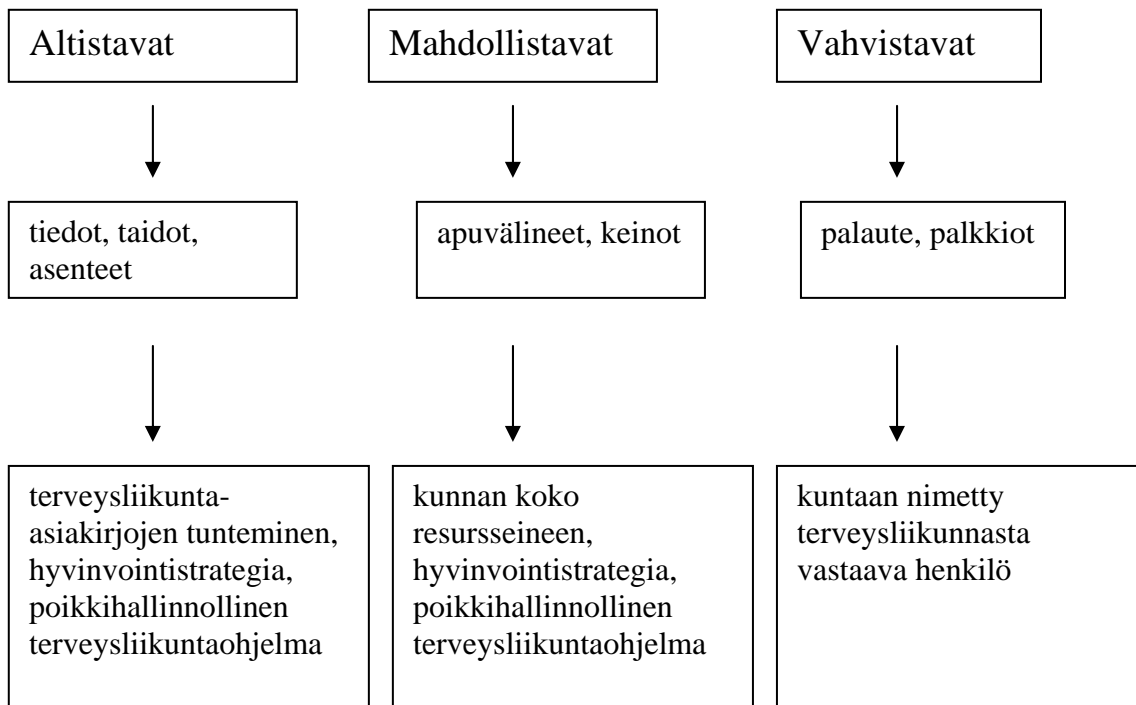 Altistavat
Mahdollistavat
Vahvistavat
tiedot, taidot,
asenteet
apuvälineet, keinot
palaute, palkkiot
terveysliikunta-
asiakirjojen tunteminen,
hyvinvointistrategia,
poikkihallinnollinen
terveysliikuntaohjelma
kunnan koko
resursseineen,
hyvinvointistrategia,
poikkihallinnollinen
terveysliikuntaohjelma
kuntaan nimetty
terveysliikunnasta
vastaava henkilö